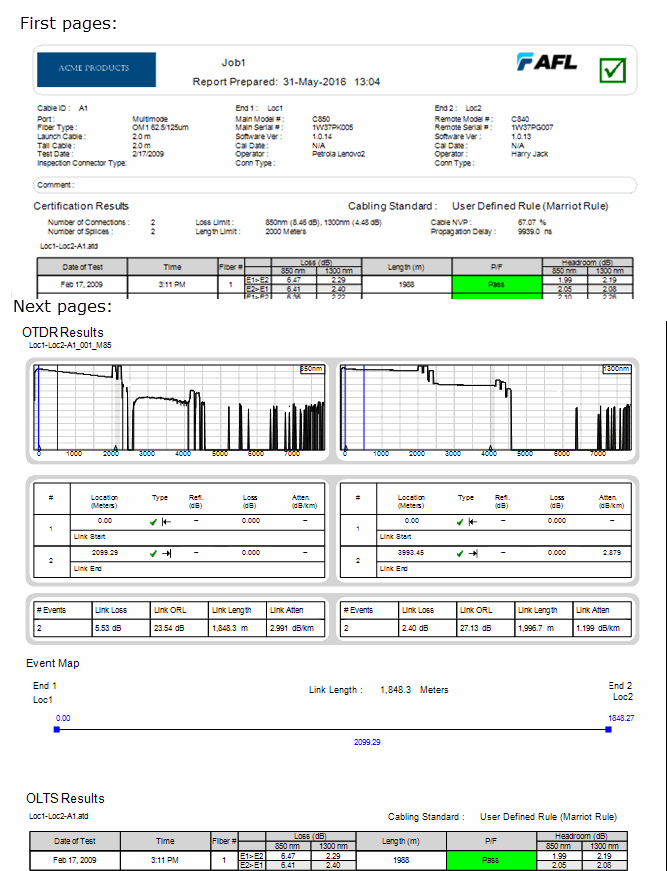 First pages:
ACME PRODUCTS
Job1
Report Prepared: 31-May-2016 13:04
AFL
Cable ID : A1 End 1 : Loc1 End 2 : Loc2
Port : Multimode Main Model # : C850 Remote Model # : C840
Fiber Type : OM1 62.5/125um Main Serial # : 1W37PK005 Remote Serial # : 1W37PG007
Launch Cable : 2.0 m Software Ver : 1.0.14 Software Ver : 1.0.13
Tail Cable : 2.0 m Cal Date : N/A Cal Date : N/A
Test Date : 2/17/2009 Operator : Petrola Lenovo2 Operator : Harry Jack
Inspection Connector Type: Conn Type : Conn Type :
Comment :
Certification Results Cabling Standard : User Defined Rule (Marriot Rule)
Number of Connections : 2 Loss Limit : 850nm (8.46 dB), 1300nm (4.48 dB) Cable NVP : 67.07 %
Number of Splices : 2 Length Limit : 2000 Meters Propagation Delay : 9939.0 ns
Loc1-Loc2-A1.atd
Date of Test Time Fiber # Loss (dB) Length (m) P/F Headroom (dB)
850 nm 1300 nm 850 nm 1300 nm
Feb 17, 2009 3:11 PM 1 E1>E2 6.47 2.29 1988 Pass 1.99 2.19
E2>E1 6.41 2.40 2.05 2.08
E1>E2 6.36 2.22 2.10 2.26
Next pages:
OTDR Results
Loc1-Loc2-A1_001_M85
850nm 1300nm
0 1000 2000 3000 4000 5000 6000 7000 0 1000 2000 3000 4000 5000 6000 7000
# Location Type Refl. Loss Atten. # Location Type Refl. Loss Atten.
(Meters) (dB) (dB) (dB/km) (Meters) (dB) (dB) (dB/km)
1 0.00 – 0.000 – 1 0.00 – 0.000 –
Link Start Link Start
2 2099.29 – 0.000 – 2 3993.45 – 0.000 2.879
Link End Link End
# Events Link Loss Link ORL Link Length Link Atten # Events Link Loss Link ORL Link Length Link Atten
2 5.53 dB 23.54 dB 1,848.3 m 2.991 dB/km 2 2.40 dB 27.13 dB 1,996.7 m 1.199 dB/km
Event Map
End 1 Link Length : 1,848.3 Meters End 2
Loc1 Loc2
0.00 1848.27
2099.29
OLTS Results
Loc1-Loc2-A1.atd Cabling Standard : User Defined Rule (Marriot Rule)
Date of Test Time Fiber # Loss (dB) Length (m) P/F Headroom (dB)
850 nm 1300 nm 850 nm 1300 nm
Feb 17, 2009 3:11 PM 1 E1>E2 6.47 2.29 1988 Pass 1.99 2.19
E2>E1 6.41 2.40 2.05 2.08